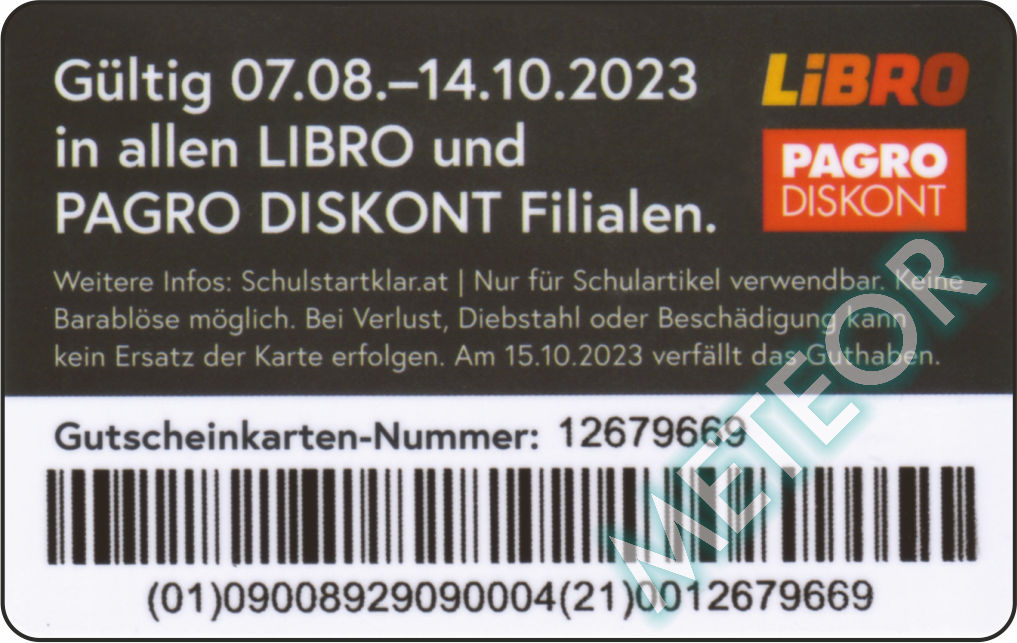 Gültig 07.08.–14.10.2023
in allen LIBRO und
PAGRO DISKONT Filialen.
LiBRO
PAGRO
DISKONT
Weitere Infos: Schulstartklar.at | Nur für Schulartikel verwendbar. Keine
Barablöse möglich. Bei Verlust, Diebstahl oder Beschädigung kann
kein Ersatz der Karte erfolgen. Am 15.10.2023 verfällt das Guthaben.
Gutscheinkarten-Nummer: 12679669
(01)09008929090004(21)0012679669
METEOR